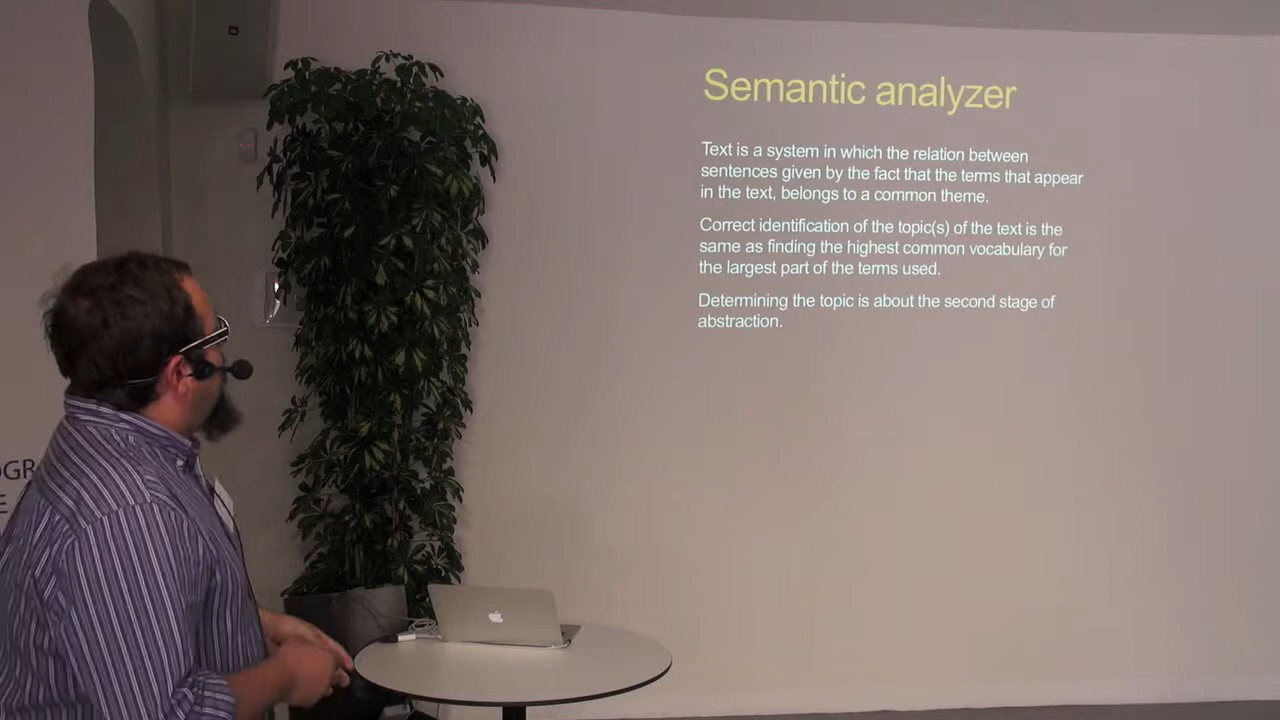 Semantic analyzer
Text is a system in which the relation between
sentences given by the fact that the terms that appear
in the text, belongs to a common theme.
Correct identification of the topic(s) of the text is the
same as finding the highest common vocabulary for
the largest part of the terms used.
Determining the topic is about the second stage of
abstraction.